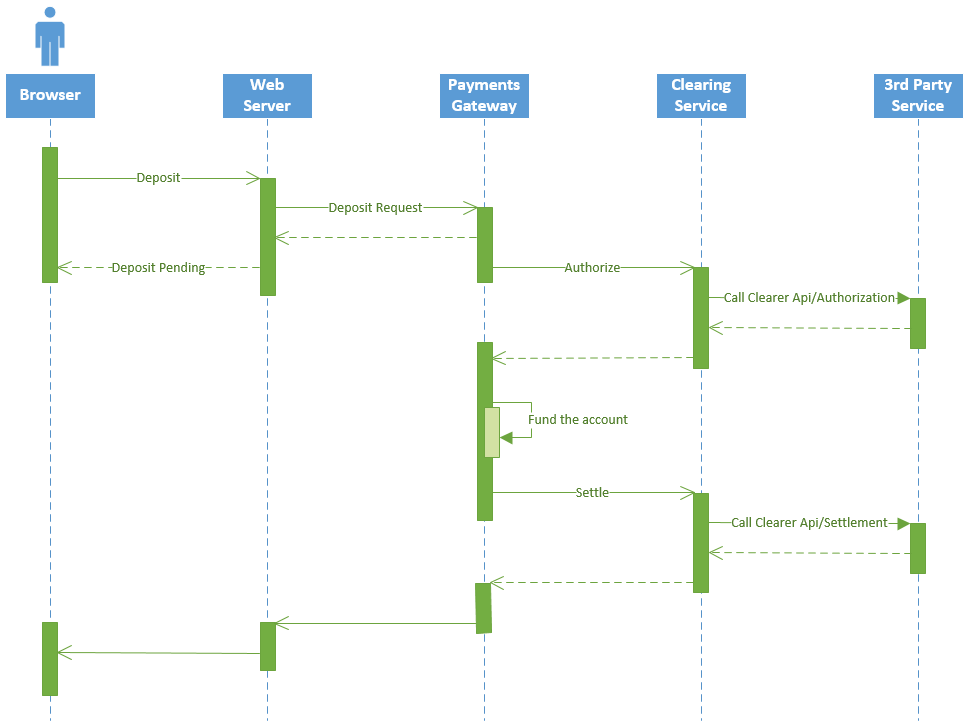 Browser
Web
Server
Payments
Gateway
Clearing
Service
3rd Party
Service
Deposit
Deposit Request
Deposit Pending
Authorize
Call Clearer Api/Authorization
Fund the account
Settle
Call Clearer Api/Settlement